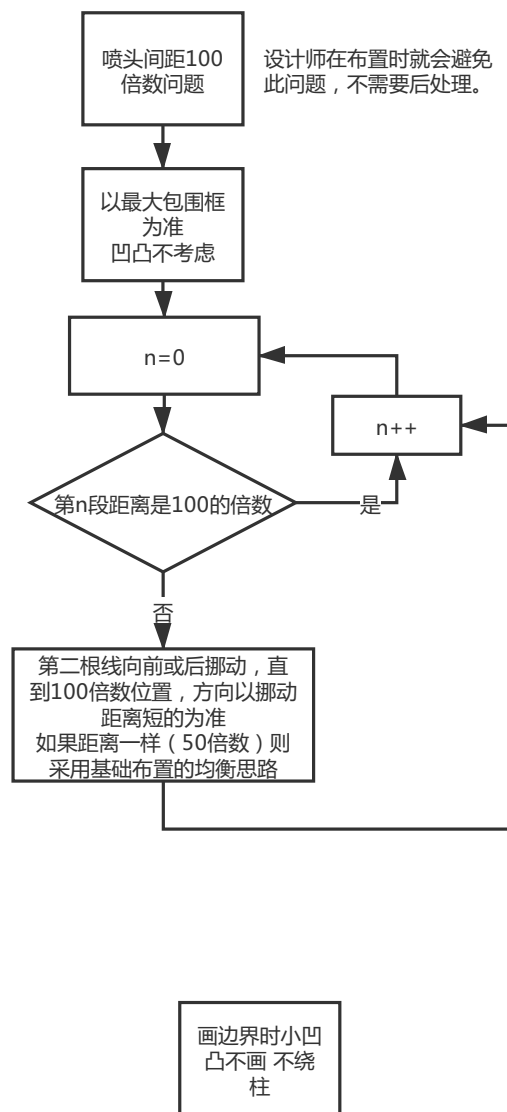 喷头间距100
倍数问题
设计师在布置时就会避免
此问题，不需要后处理。
以最大包围框
为准
凹凸不考虑
n=0
n++
第n段距离是100的倍数
是
否
第二根线向前或后挪动，直
到100倍数位置，方向以挪动
距离短的为准
如果距离一样（50倍数）则
采用基础布置的均衡思路
画边界时小凹
凸不画 不绕
柱